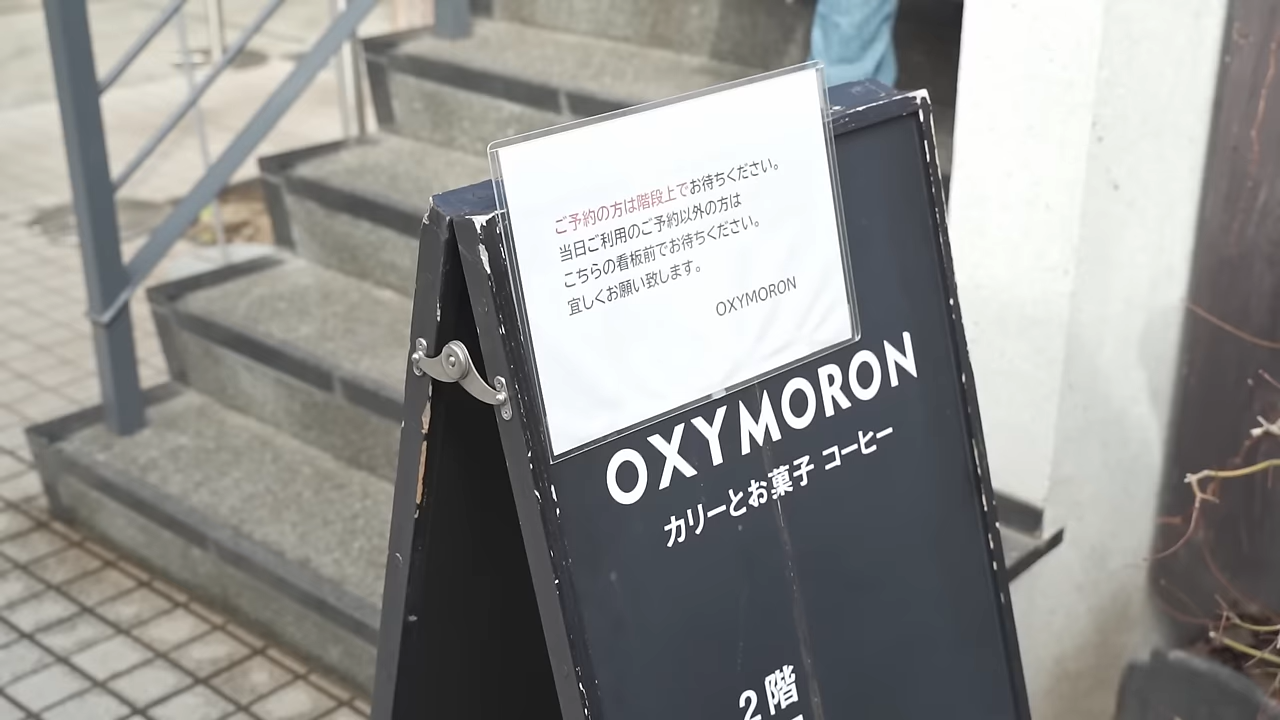 ご予約の方は階段上でお待ちください。
当日ご利用のご予約以外の方は
こちらの看板前でお待ちください。
宜しくお願い致します。
OXYMORON
OXYMORON
カリーとお菓子 コーヒー
2階